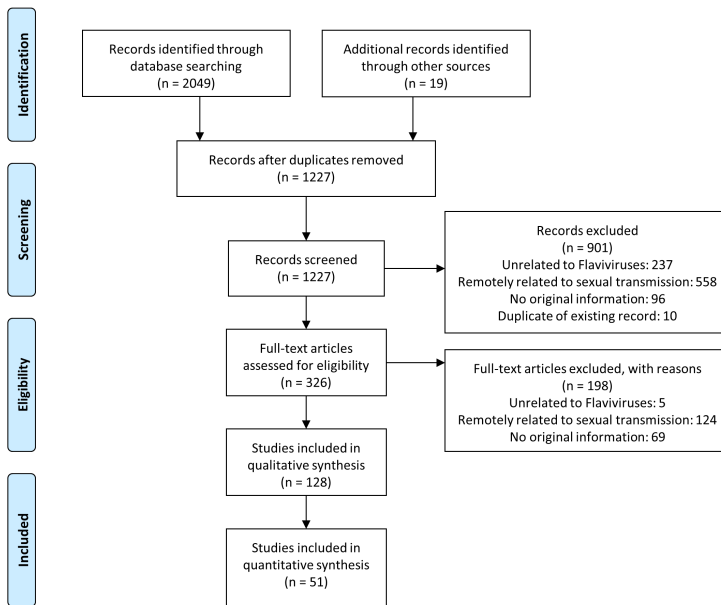 Identification
Records identified through
database searching
(n = 2049)
Additional records identified
through other sources
(n = 19)
Records after duplicates removed
(n = 1227)
Screening
Records screened
(n = 1227)
Records excluded
(n = 901)
Unrelated to Flaviviruses: 237
Remotely related to sexual transmission: 558
No original information: 96
Duplicate of existing record: 10
Eligibility
Full-text articles
assessed for eligibility
(n = 326)
Full-text articles excluded, with reasons
(n = 198)
Unrelated to Flaviviruses: 5
Remotely related to sexual transmission: 124
No original information: 69
Studies included in
qualitative synthesis
(n = 128)
Included
Studies included in
quantitative synthesis
(n = 51)